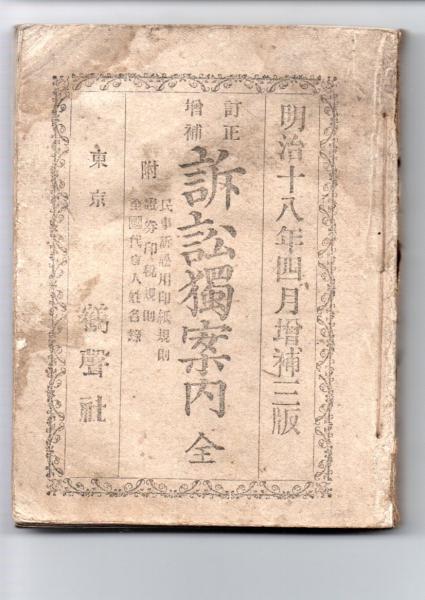 明治十八年四月增補三版
訂正
增補
訴訟獨案内 全
附
民事訴訟用印紙規則
證券印税規則
全國代言人姓名錄
東京
鶴聲社